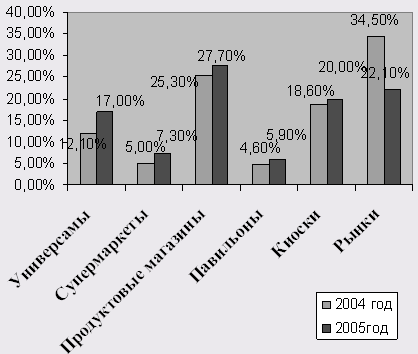 40,00%
35,00%
30,00%
25,00%
20,00%
15,00%
10,00%
5,00%
0,00%
12,10%
17,00%
5,00%
7,30%
25,30%
27,70%
4,60%
5,90%
18,60%
20,00%
34,50%
22,10%
Универсамы
Супермаркеты
Продуктовые магазины
Павильоны
Киоски
Рынки
2004 год
2005год